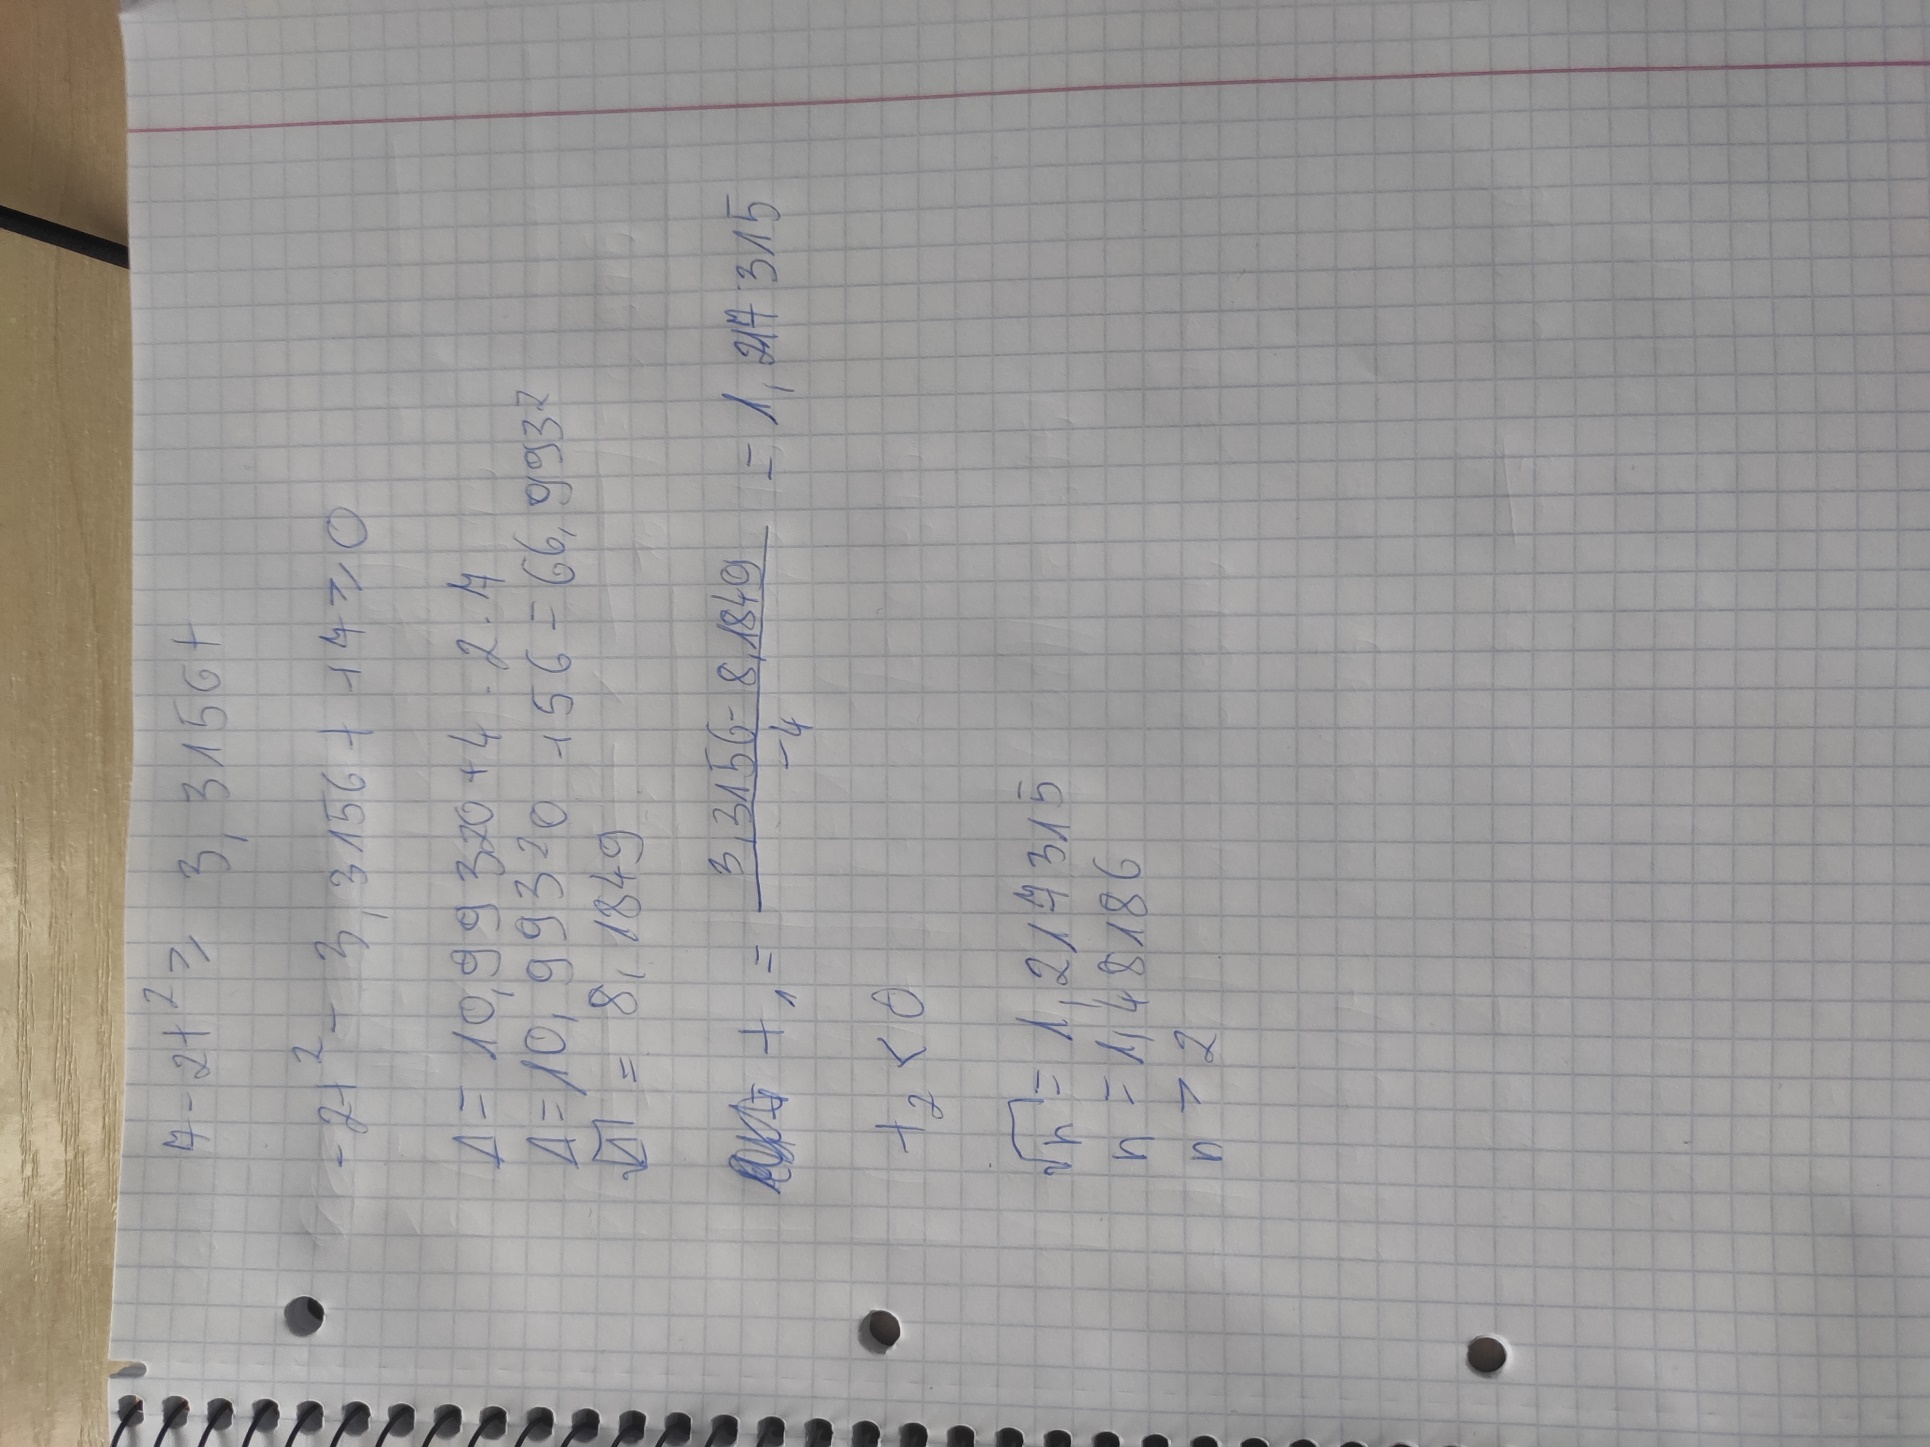 7-2t² ≥ 3,3156t
-2t² - 3,3156t +7 ≥ 0
Δ = 10,99320+4·2·7
Δ=10,99320 +56 = 66,9932
√Δ = 8,1849
t₁ = (3,3156-8,1849)/-4 = 1,217315
t₂ < 0
√n = 1,217315
n = 1,48186
n > 2